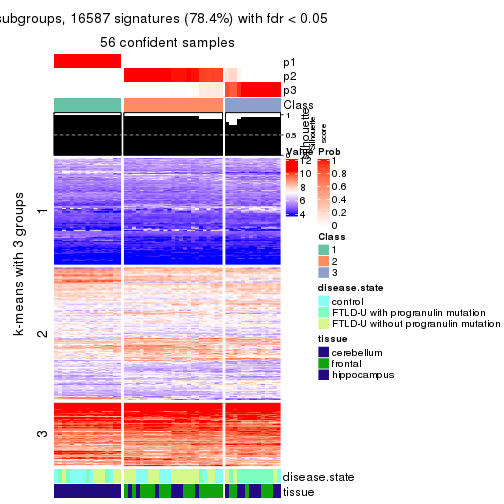 subgroups, 16587 signatures (78.4%) with fdr < 0.05
56 confident samples
p1
p2
p3
Class
1
0.5
0
silhouette
score
k-means with 3 groups
1
2
3
disease.state
tissue
Value
12
10
8
6
4
Prob
1
0.8
0.6
0.4
0.2
0
Class
1
2
3
disease.state
control
FTLD-U with progranulin mutation
FTLD-U without progranulin mutation
tissue
cerebellum
frontal
hippocampus